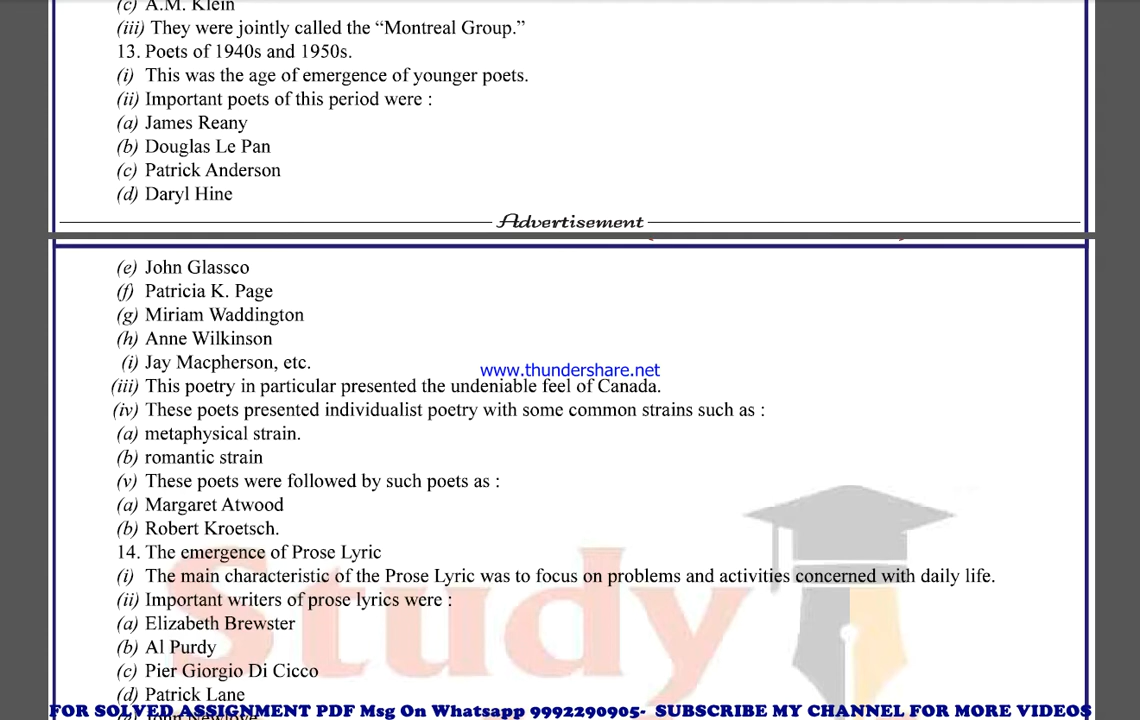 (c) A.M. Klein
(iii) They were jointly called the “Montreal Group.”
13. Poets of 1940s and 1950s.
(i) This was the age of emergence of younger poets.
(ii) Important poets of this period were :
(a) James Reany
(b) Douglas Le Pan
(c) Patrick Anderson
(d) Daryl Hine
Advertisement
(e) John Glassco
(f) Patricia K. Page
(g) Miriam Waddington
(h) Anne Wilkinson
(i) Jay Macpherson, etc.
www.thundershare.net
(iii) This poetry in particular presented the undeniable feel of Canada.
(iv) These poets presented individualist poetry with some common strains such as :
(a) metaphysical strain.
(b) romantic strain
(v) These poets were followed by such poets as :
(a) Margaret Atwood
(b) Robert Kroetsch.
14. The emergence of Prose Lyric
(i) The main characteristic of the Prose Lyric was to focus on problems and activities concerned with daily life.
(ii) Important writers of prose lyrics were :
(a) Elizabeth Brewster
(b) Al Purdy
(c) Pier Giorgio Di Cicco
(d) Patrick Lane
Study
FOR SOLVED ASSIGNMENT PDF Msg On Whatsapp 9992290905- SUBSCRIBE MY CHANNEL FOR MORE VIDEOS